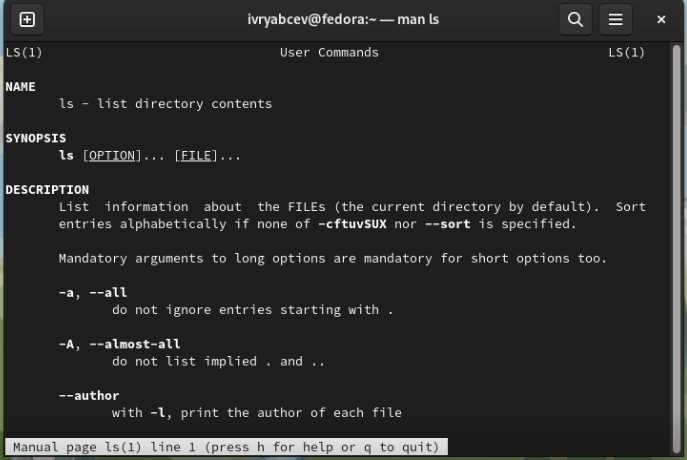 ivryabcev@fedora:~ — man ls
LS(1) User Commands LS(1)
NAME
ls - list directory contents
SYNOPSIS
ls [OPTION]... [FILE]...
DESCRIPTION
List information about the FILEs (the current directory by default). Sort
entries alphabetically if none of -cftuvSUX nor --sort is specified.
Mandatory arguments to long options are mandatory for short options too.
-a, --all
do not ignore entries starting with .
-A, --almost-all
do not list implied . and ..
--author
with -l, print the author of each file
Manual page ls(1) line 1 (press h for help or q to quit)